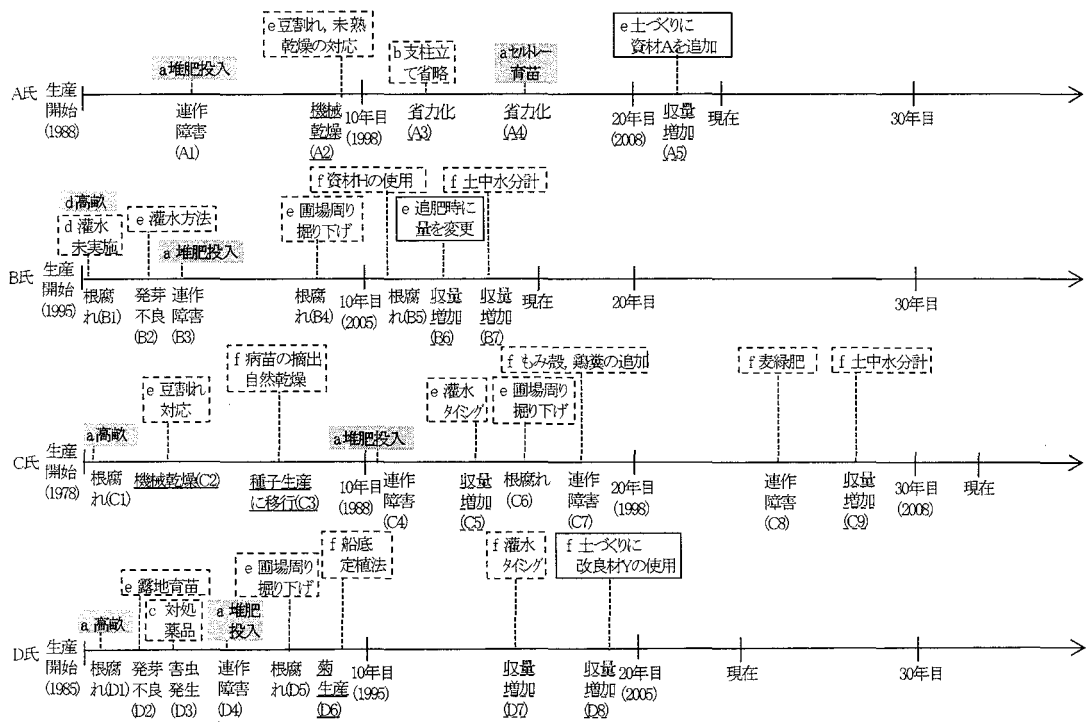 e豆割れ, 未熟
乾燥の対応
a堆肥投入
b支柱立
て省略
aセルトレー
育苗
e土づくりに
資材Aを追加
A氏
生産
開始
(1988)
連作
障害
(A1)
機械
乾燥
(A2)
10年目
(1998)
省力化
(A3)
省力化
(A4)
20年目
(2008)
収量
増加
(A5)
現在
30年目
d高畝
d 灌水
未実施
e 灌水方法
a 堆肥投入
e 圃場周り
掘り下げ
f 資材Hの使用
e 追肥時に
量を変更
f 土中水分計
B氏
生産
開始
(1995)
根腐
れ(B1)
発芽
不良
(B2)
連作
障害
(B3)
根腐
れ(B4)
10年目
(2005)
根腐
れ(B5)
収量
増加
(B6)
収量
増加
(B7)
現在
20年目
30年目
a高畝
e 豆割れ
対応
f 病苗の摘出
自然乾燥
a堆肥投入
e 灌水
タイミング
f もみ殻, 鶏糞の追加
e 圃場周り
掘り下げ
f 麦緑肥
f 土中水分計
C氏
生産
開始
(1978)
根腐
れ(C1)
機械乾燥(C2)
種子生産
に移行(C3)
10年目
(1988)
連作
障害
(C4)
収量
増加
(C5)
根腐れ
(C6)
連作
障害
(C7)
20年目
(1998)
連作
障害
(C8)
収量
増加
(C9)
30年目
(2008)
現在
a 高畝
e 露地育苗
c 対処
薬品
a 堆肥
投入
e 圃場周り
掘り下げ
f 船底
定植法
f 灌水
タイミング
f 土づくりに
改良材Yの使用
D氏
生産
開始
(1985)
根腐
れ(D1)
発芽
不良
(D2)
害虫
発生
(D3)
連作
障害
(D4)
根腐
れ(D5)
菊
生産
(D6)
10年目
(1995)
収量
増加
(D7)
収量
増加
(D8)
20年目
(2005)
現在
30年目